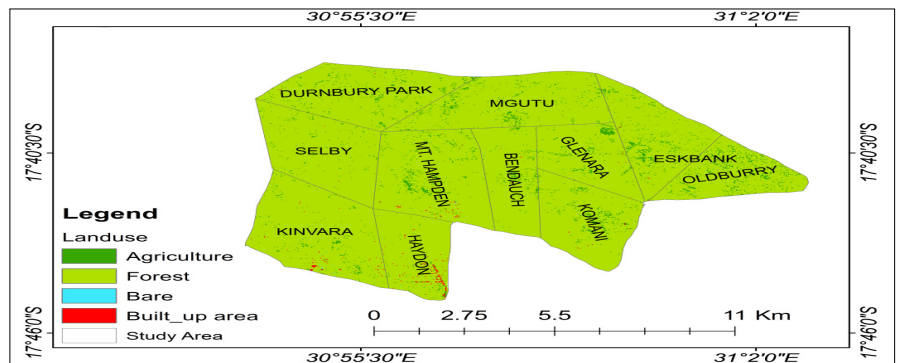 30°55'30"E 31°2'0"E
DURNBURY PARK
MGUTU
17°40'30"S
17°40'30"S
SELBY
MT. HAMPDEN
BENDAUCH
GLENARA
ESKBANK
OLDBURRY
KINVARA
HAYDON
KOMANI
Legend
Landuse
Agriculture
Forest
Bare
Built_up area
Study Area
0 2.75 5.5 11 Km
17°46'0"S
17°46'0"S
30°55'30"E 31°2'0"E